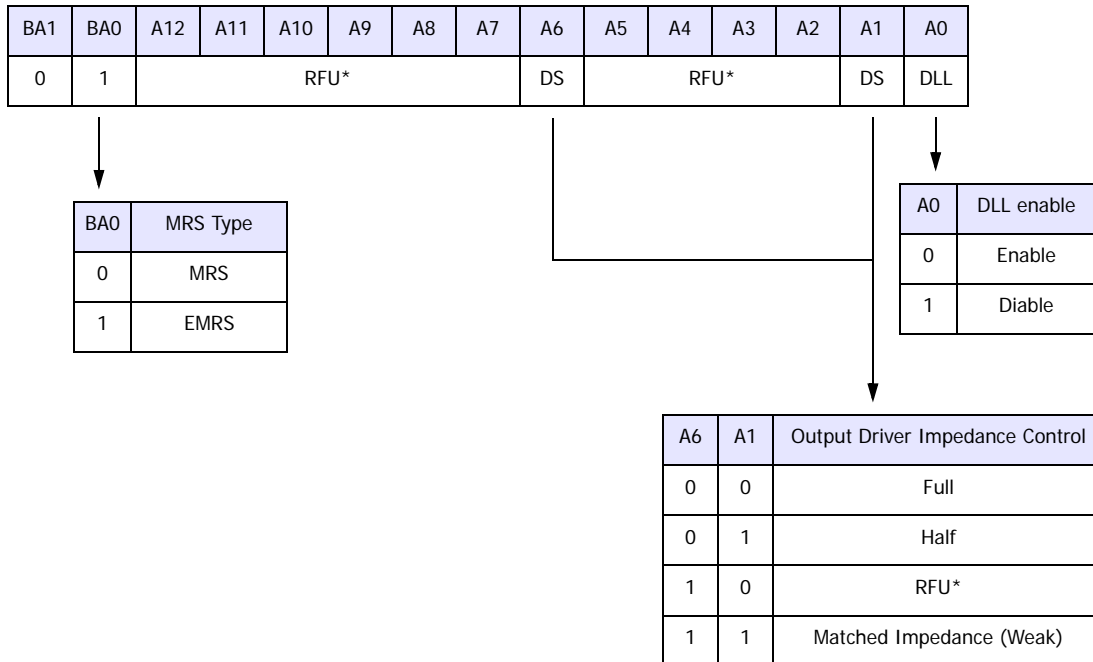 BA1 BA0 A12 A11 A10 A9 A8 A7 A6 A5 A4 A3 A2 A1 A0
0 1 RFU* DS RFU* DS DLL
BA0 MRS Type
0 MRS
1 EMRS
A0 DLL enable
0 Enable
1 Diable
A6 A1 Output Driver Impedance Control
0 0 Full
0 1 Half
1 0 RFU*
1 1 Matched Impedance (Weak)